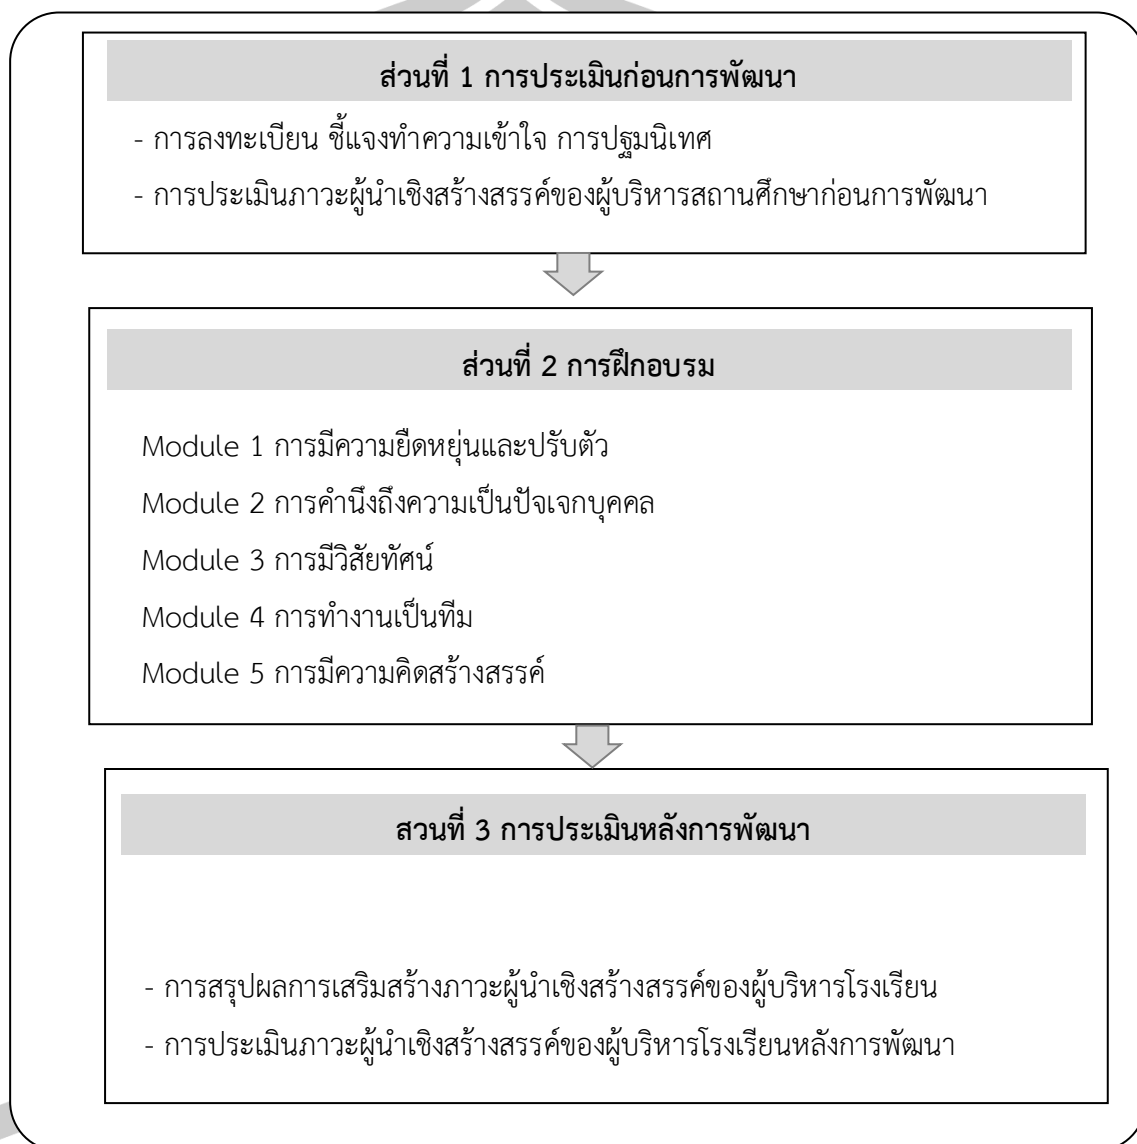 ส่วนที่ 1 การประเมินก่อนการพัฒนา
- การลงทะเบียน ชี้แจงทำความเข้าใจ การปฐมนิเทศ
- การประเมินภาวะผู้นำเชิงสร้างสรรค์ของผู้บริหารสถานศึกษาก่อนการพัฒนา
ส่วนที่ 2 การฝึกอบรม
Module 1 การมีความยืดหยุ่นและปรับตัว
Module 2 การคำนึงถึงความเป็นปัจเจกบุคคล
Module 3 การมีวิสัยทัศน์
Module 4 การทำงานเป็นทีม
Module 5 การมีความคิดสร้างสรรค์
สวนที่ 3 การประเมินหลังการพัฒนา
- การสรุปผลการเสริมสร้างภาวะผู้นำเชิงสร้างสรรค์ของผู้บริหารโรงเรียน
- การประเมินภาวะผู้นำเชิงสร้างสรรค์ของผู้บริหารโรงเรียนหลังการพัฒนา